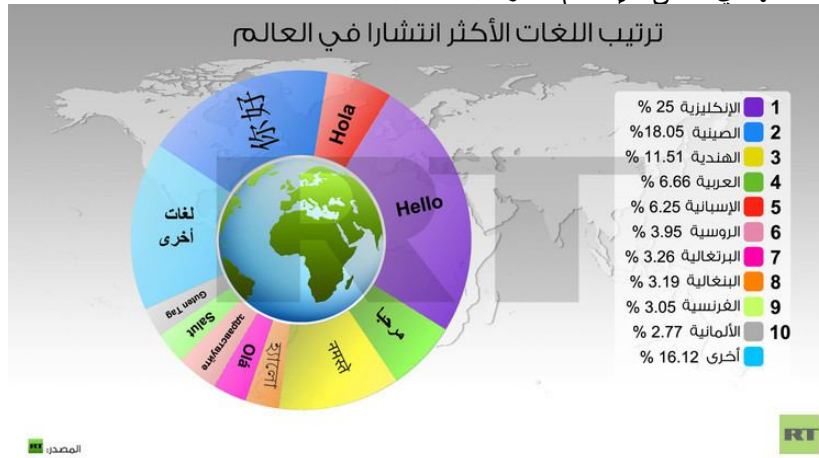 ترتيب اللغات الأكثر انتشارا في العالم
1 الإنكليزية 25 %
2 الصينية 18.05%
3 الهندية 11.51 %
4 العربية 6.66 %
5 الإسبانية 6.25 %
6 الروسية 3.95 %
7 البرتغالية 3.26 %
8 البنغالية 3.19 %
9 الفرنسية 3.05 %
10 الألمانية 2.77 %
أخرى 16.12 %
你好
Hola
Hello
لغات
أخرى
Guten Tag
Salut
здравствуйте
Olá
नमस्ते
RT
RT
المصدر: RT